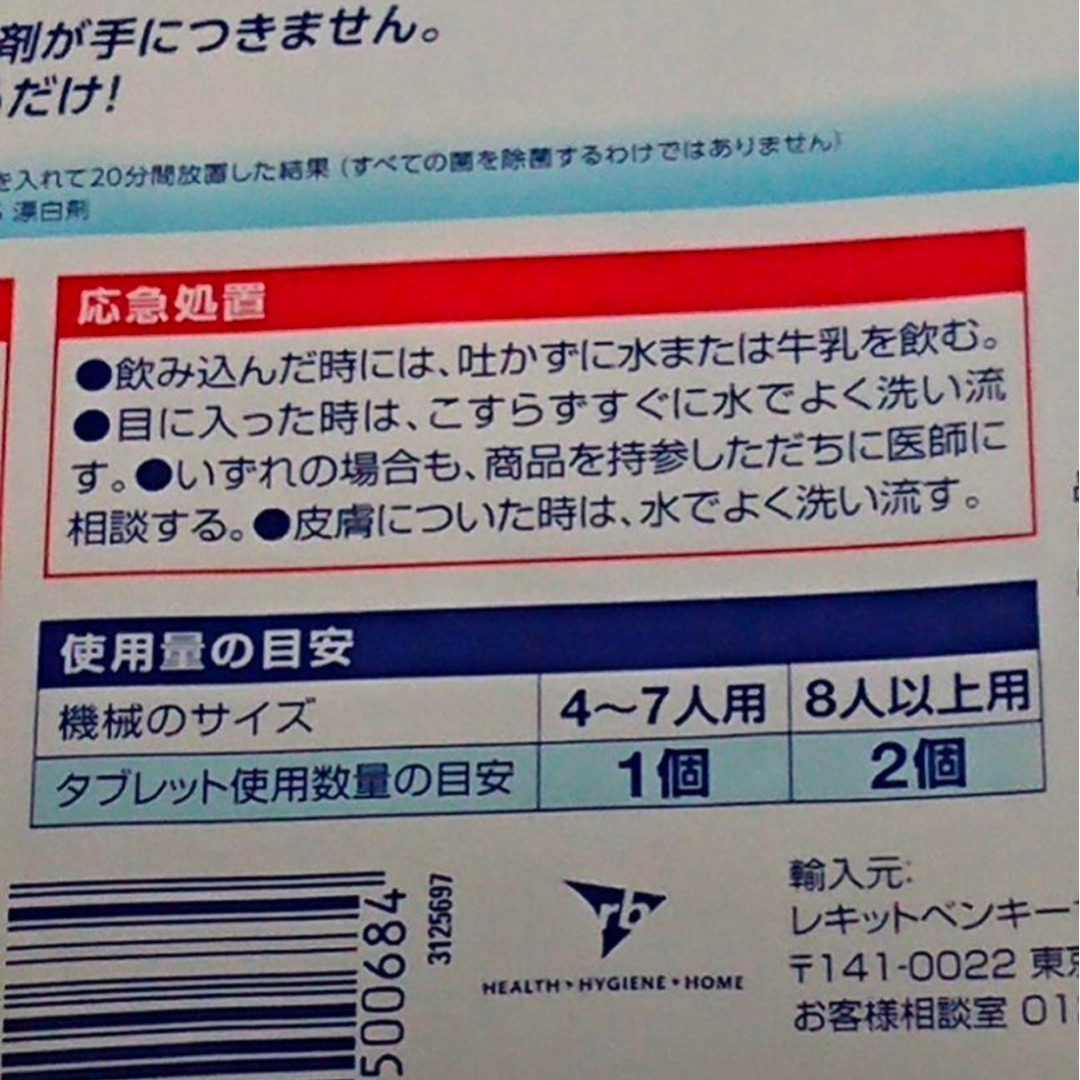 剤が手につきません。
だけ!
を入れて20分間放置した結果(すべての菌を除菌するわけではありません)
漂白剤
応急処置
●飲み込んだ時には、吐かずに水または牛乳を飲む。
●目に入った時は、こすらずすぐに水でよく洗い流
す。●いずれの場合も、商品を持参しただちに医師に
相談する。●皮膚についた時は、水でよく洗い流す。
使用量の目安
機械のサイズ 4〜7人用 8人以上用
タブレット使用数量の目安 1個 2個
500684
3125697
rb
HEALTH・HYGIENE・HOME
輸入元:
レキットベンキー
〒141-0022 東京
お客様相談室 01